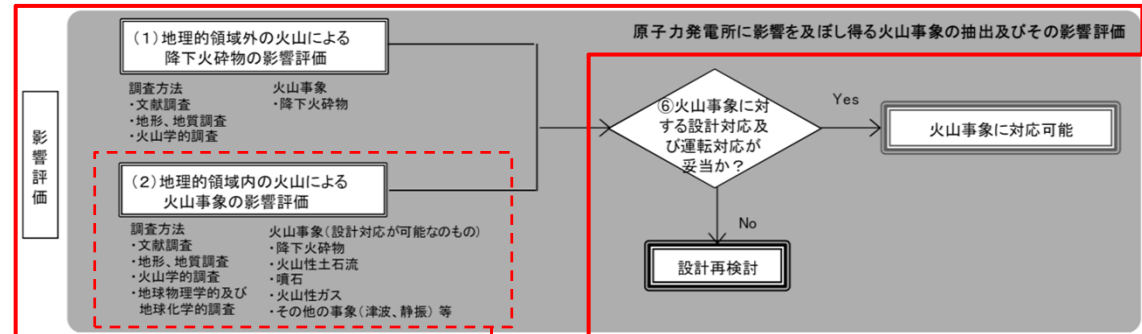 原子力発電所に影響を及ぼし得る火山事象の抽出及びその影響評価
影響評価
(1)地理的領域外の火山による
降下火砕物の影響評価
調査方法
・文献調査
・地形、地質調査
・火山学的調査
火山事象
・降下火砕物
(2)地理的領域内の火山による
火山事象の影響評価
調査方法
・文献調査
・地形、地質調査
・火山学的調査
・地球物理学的及び
地球化学的調査
火山事象(設計対応が可能なのもの)
・降下火砕物
・火山性土石流
・噴石
・火山性ガス
・その他の事象(津波、静振)等
⑥火山事象に対
する設計対応及
び運転対応が
妥当か?
Yes
火山事象に対応可能
No
設計再検討